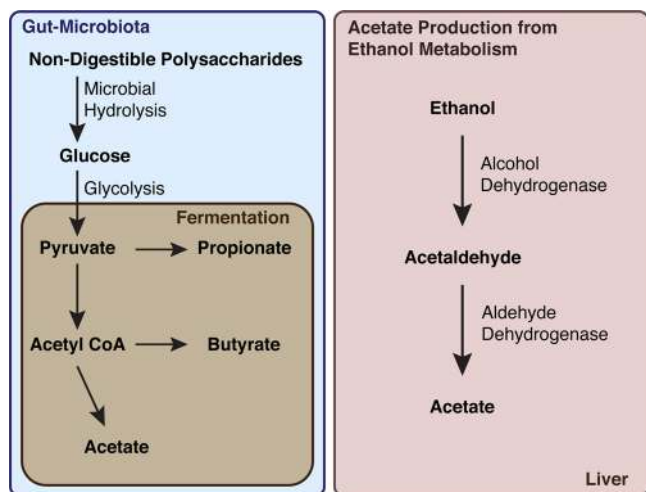 Gut-Microbiota
Non-Digestible Polysaccharides
Microbial
Hydrolysis
Glucose
Glycolysis
Fermentation
Pyruvate
Propionate
Acetyl CoA
Butyrate
Acetate
Acetate Production from
Ethanol Metabolism
Ethanol
Alcohol
Dehydrogenase
Acetaldehyde
Aldehyde
Dehydrogenase
Acetate
Liver